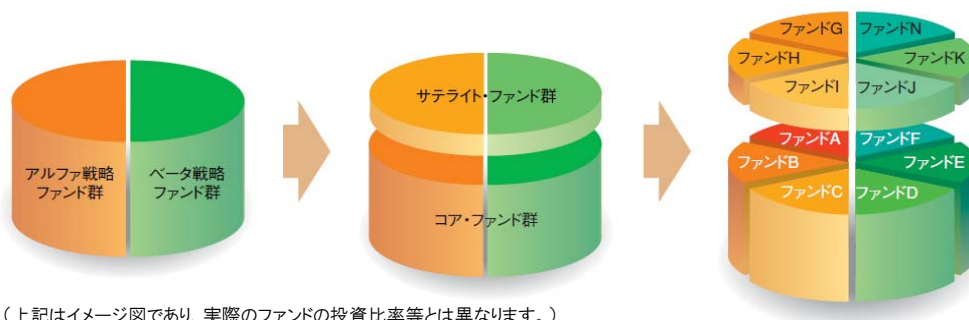 アルファ戦略
ファンド群
ベータ戦略
ファンド群
サテライト・ファンド群
コア・ファンド群
ファンドG
ファンドN
ファンドH
ファンドK
ファンドI
ファンドJ
ファンドA
ファンドF
ファンドB
ファンドE
ファンドC
ファンドD
（上記はイメージ図であり、実際のファンドの投資比率等とは異なります。）